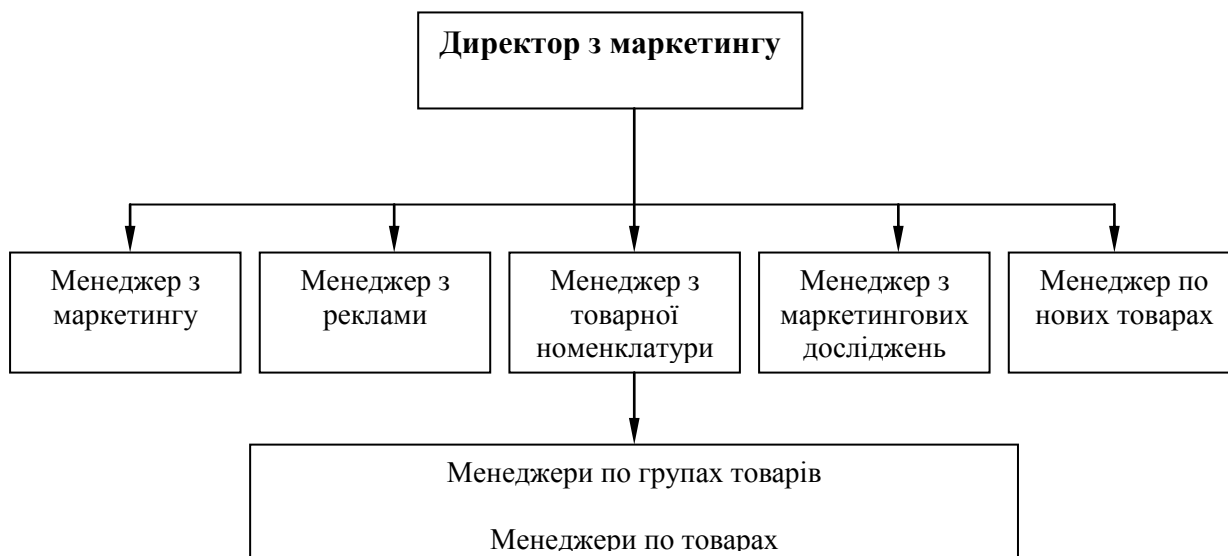 Директор з маркетингу
Менеджер з
маркетингу
Менеджер з
реклами
Менеджер з
товарної
номенклатури
Менеджер з
маркетингових
досліджень
Менеджер по
нових товарах
Менеджери по групах товарів
Менеджери по товарах